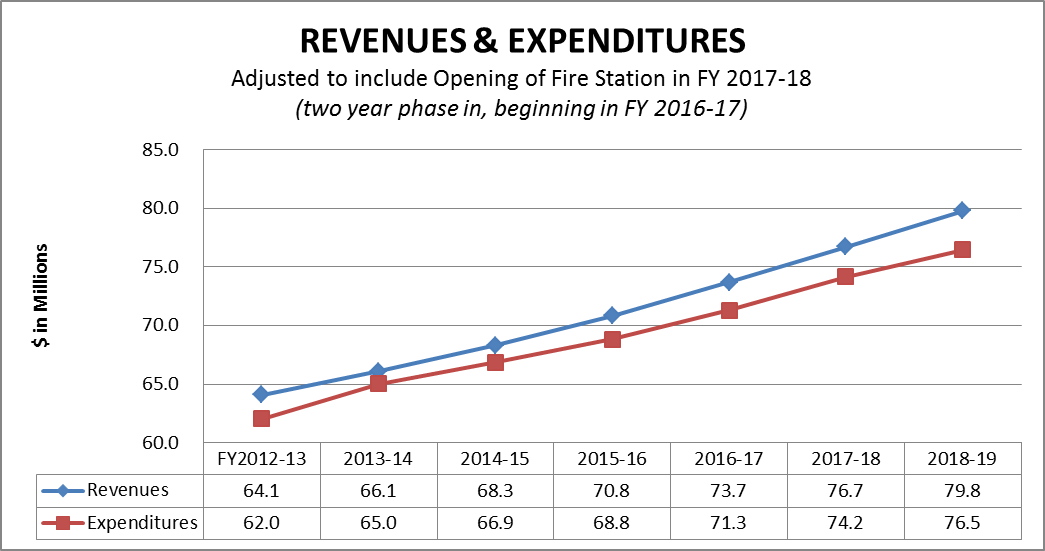 REVENUES & EXPENDITURES
Adjusted to include Opening of Fire Station in FY 2017-18
(two year phase in, beginning in FY 2016-17)
$ in Millions
85.0
80.0
75.0
70.0
65.0
60.0
FY2012-13 2013-14 2014-15 2015-16 2016-17 2017-18 2018-19
Revenues 64.1 66.1 68.3 70.8 73.7 76.7 79.8
Expenditures 62.0 65.0 66.9 68.8 71.3 74.2 76.5